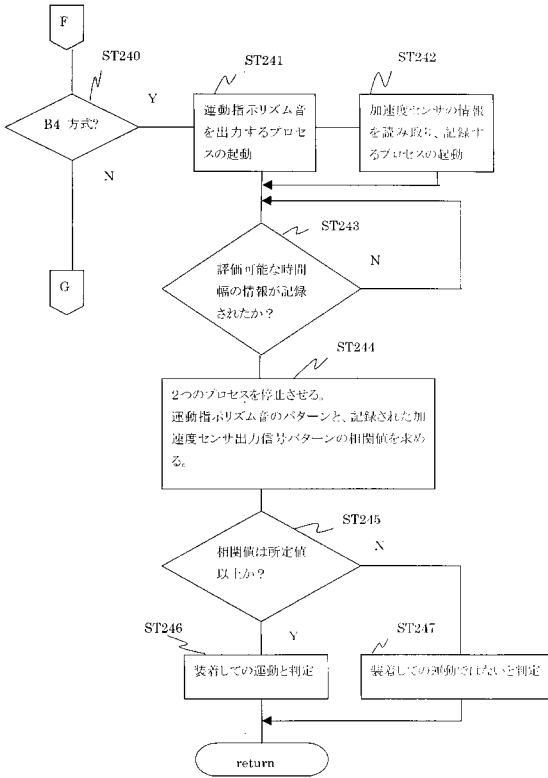 F
ST240
B4 方式?
Y
N
G
ST241
運動指示リズム音
を出力するプロセ
スの起動
ST242
加速度センサの情報
を読み取り、記録す
るプロセスの起動
ST243
評価可能な時間
幅の情報が記録
されたか？
N
ST244
2つのプロセスを停止させる。
運動指示リズム音のパターンと、記録された加
速度センサ出力信号パターンの相関値を求め
る。
ST245
相関値は所定値
以上か？
N
Y
ST246
装着しての運動と判定
ST247
装着しての運動ではないと判定
return